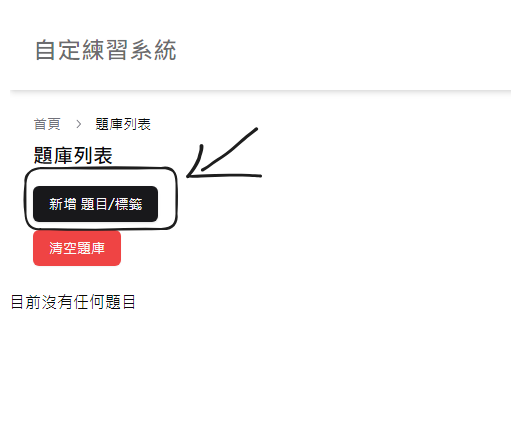 自定練習系統
首頁 > 題庫列表
題庫列表
新增 題目/標籤
清空題庫
目前沒有任何題目